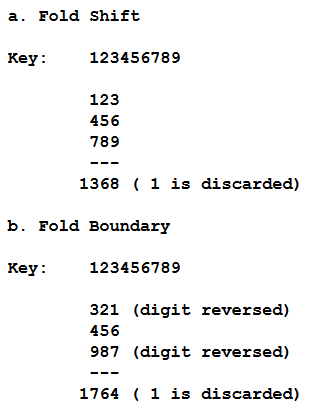 a. Fold Shift
Key:    123456789
123
456
789
---
1368 ( 1 is discarded)
b. Fold Boundary
Key:    123456789
321 (digit reversed)
456
987 (digit reversed)
---
1764 ( 1 is discarded)